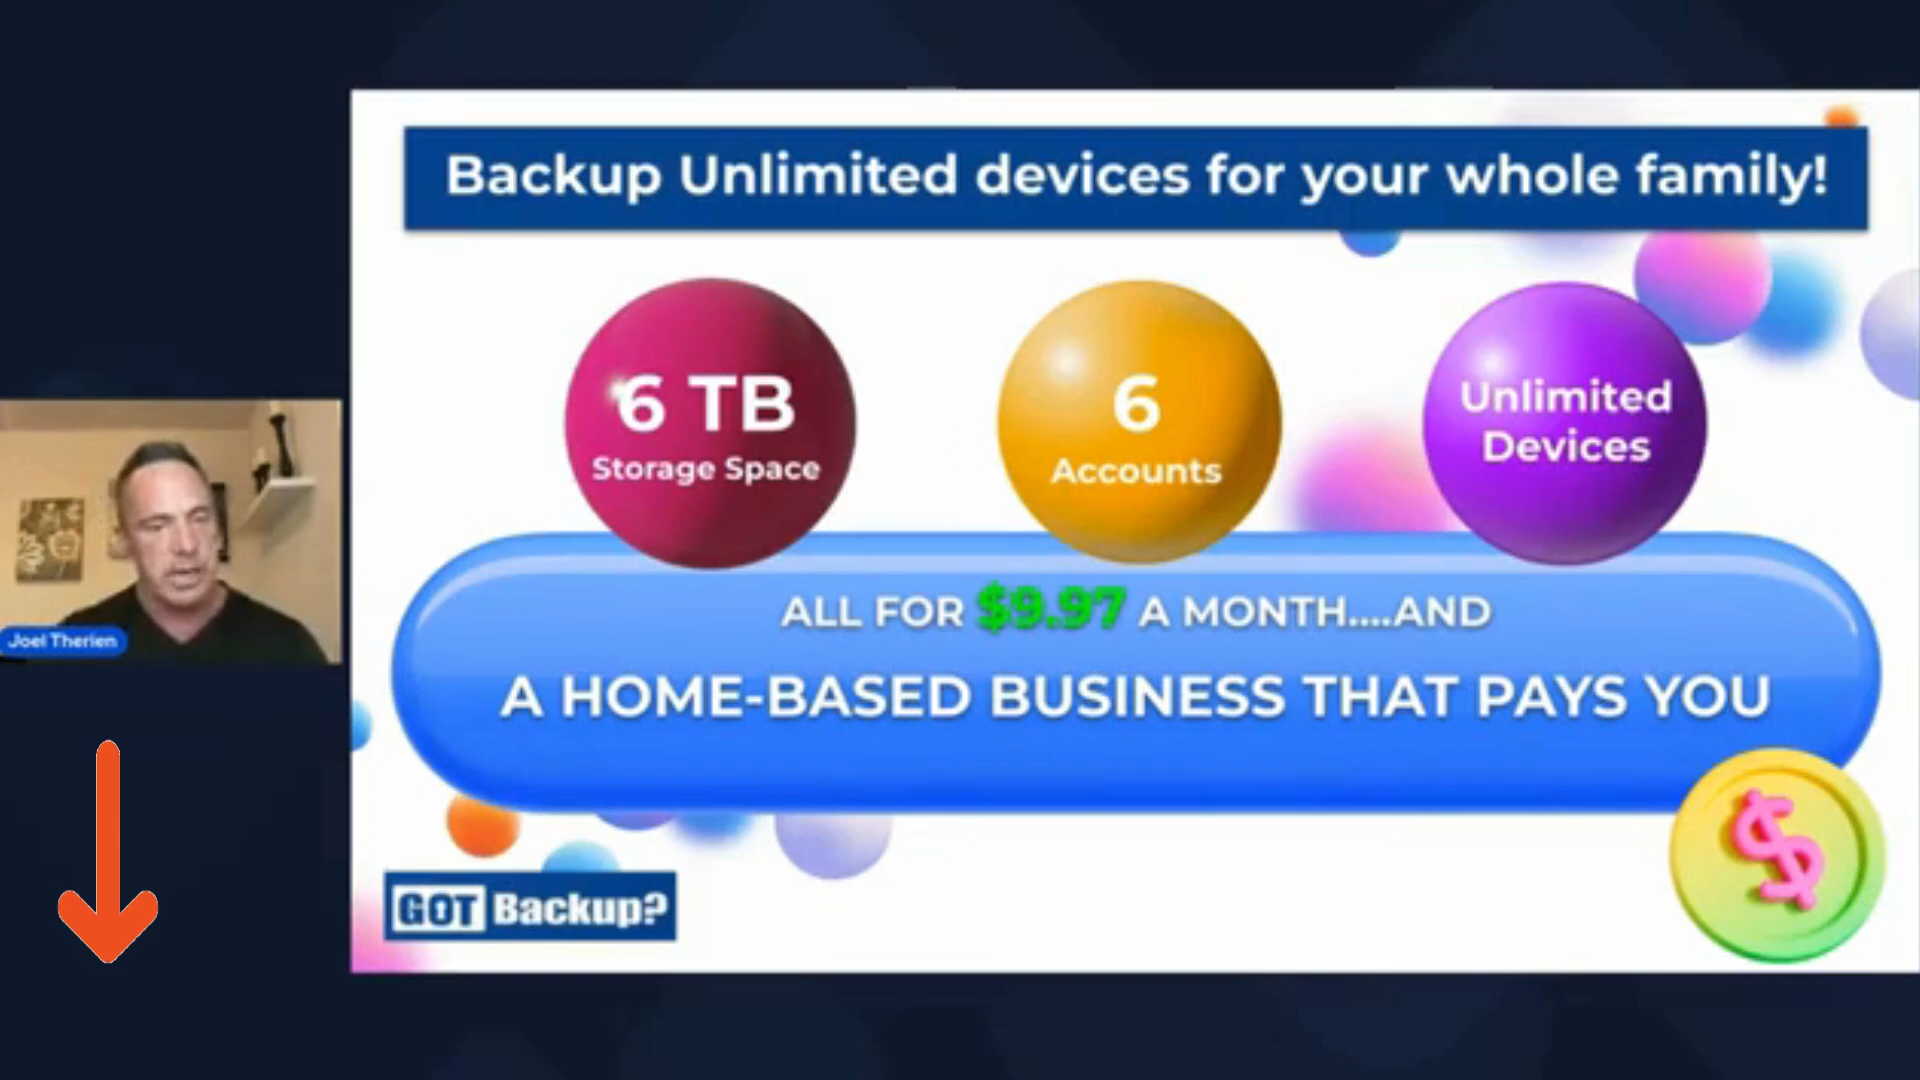 Backup Unlimited devices for your whole family!
6 TB
Storage Space
6
Accounts
Unlimited
Devices
ALL FOR $9.97 A MONTH....AND
A HOME-BASED BUSINESS THAT PAYS YOU
Joel Therien
GOT Backup?
$